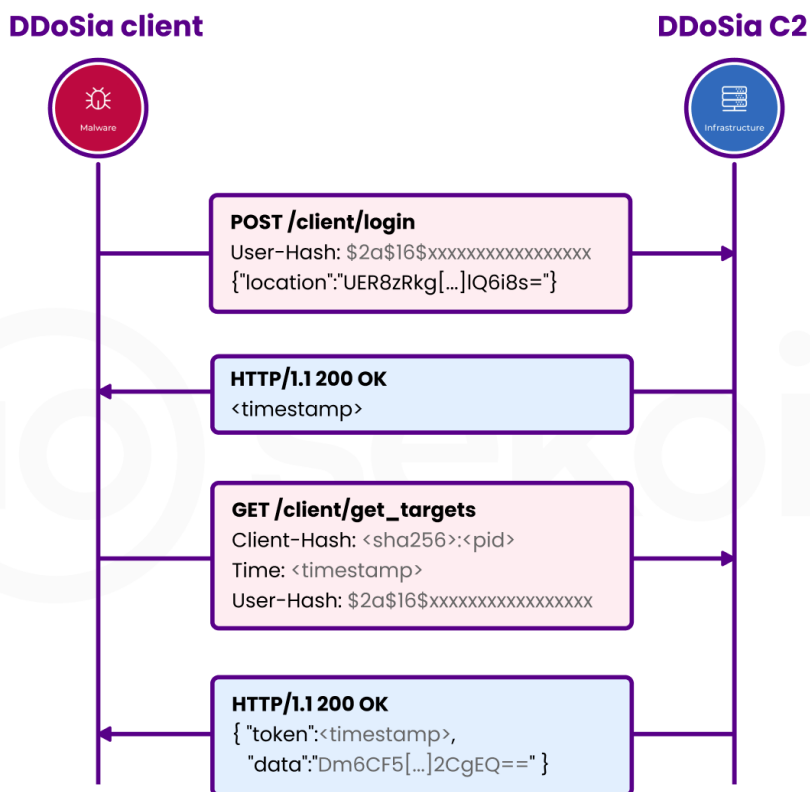 DDoSia client
DDoSia C2
Malware
Infrastructure
POST /client/login
User-Hash: $2a$16$xxxxxxxxxxxxxxxxx
{"location":"UER8zRkg[...]lQ6i8s="}
HTTP/1.1 200 OK
<timestamp>
GET /client/get_targets
Client-Hash: <sha256>:<pid>
Time: <timestamp>
User-Hash: $2a$16$xxxxxxxxxxxxxxxxx
HTTP/1.1 200 OK
{ "token":<timestamp>,
"data":"Dm6CF5[...]2CgEQ==" }
sekoi